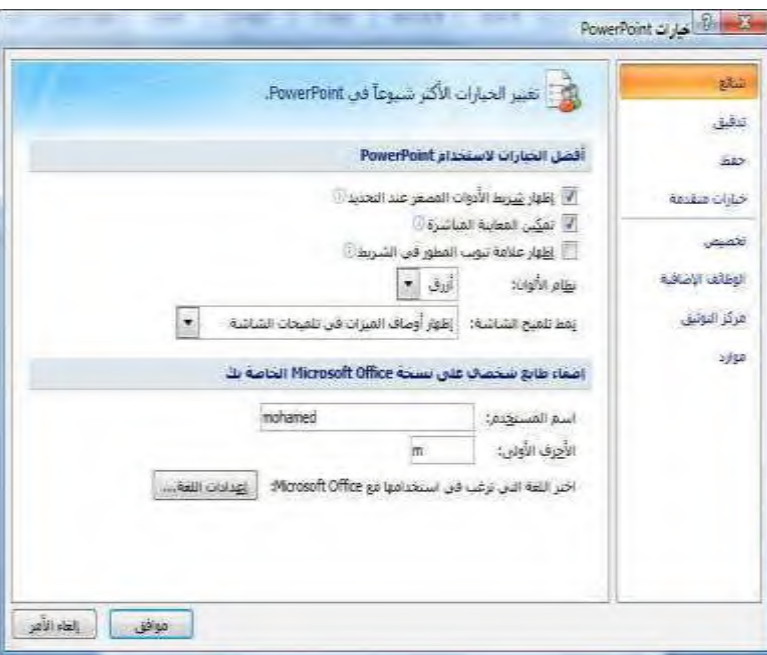 خيارات PowerPoint
شائع
تدقيق
حفظ
خيارات متقدمة
تخصيص
الوظائف الإضافية
مركز التوثيق
موارد
تغيير الخيارات الأكثر شيوعاً في PowerPoint.
أفضل الخيارات لاستخدام PowerPoint
إظهار شريط الأدوات المصغر عند التحديد
تمكين المعاينة المباشرة
إظهار علامة تبويب المطور في الشريط
نظام الألوان: أزرق
نمط تلميح الشاشة: إظهار أوصاف الميزات في تلميحات الشاشة
إضفاء طابع شخصي على نسخة Microsoft Office الخاصة بك
اسم المستخدم: mohamed
الأحرف الأولى: m
اختر اللغة التي ترغب في استخدامها مع Microsoft Office: إعدادات اللغة...
موافق
إلغاء الأمر